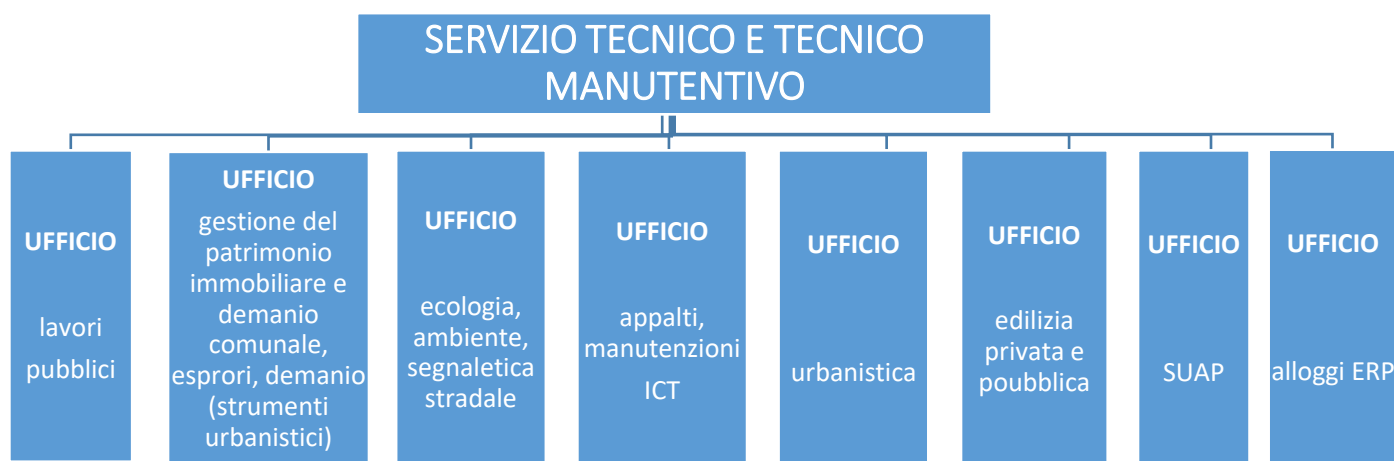 SERVIZIO TECNICO E TECNICO
MANUTENTIVO
UFFICIO
lavori
pubblici
UFFICIO
gestione del
patrimonio
immobiliare e
demanio
comunale,
esprori, demanio
(strumenti
urbanistici)
UFFICIO
ecologia,
ambiente,
segnaletica
stradale
UFFICIO
appalti,
manutenzioni
ICT
UFFICIO
urbanistica
UFFICIO
edilizia
privata e
poubblica
UFFICIO
SUAP
UFFICIO
alloggi ERP